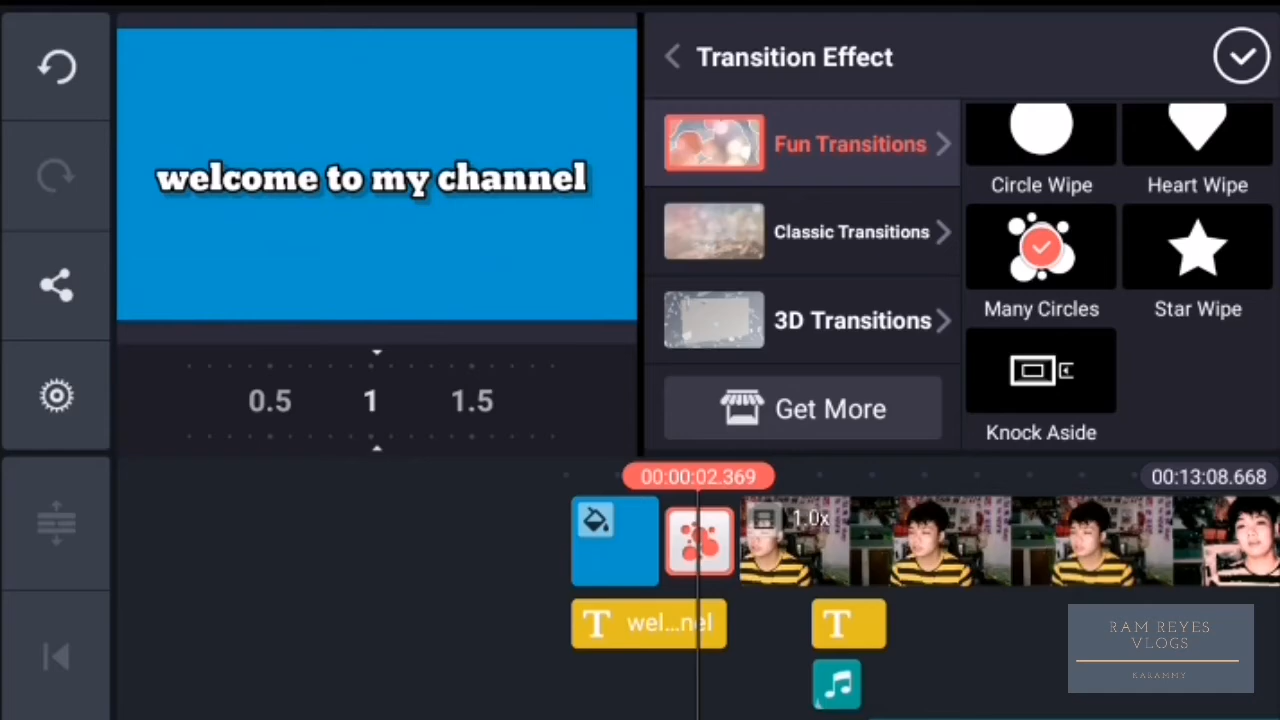 welcome to my channel
0.5 1 1.5
Transition Effect
Fun Transitions
Classic Transitions
3D Transitions
Get More
Circle Wipe
Heart Wipe
Many Circles
Star Wipe
Knock Aside
00:00:02.369
00:13:08.668
1.0x
T wel...nel
T
RAM REYES
VLOGS
KARAMMY